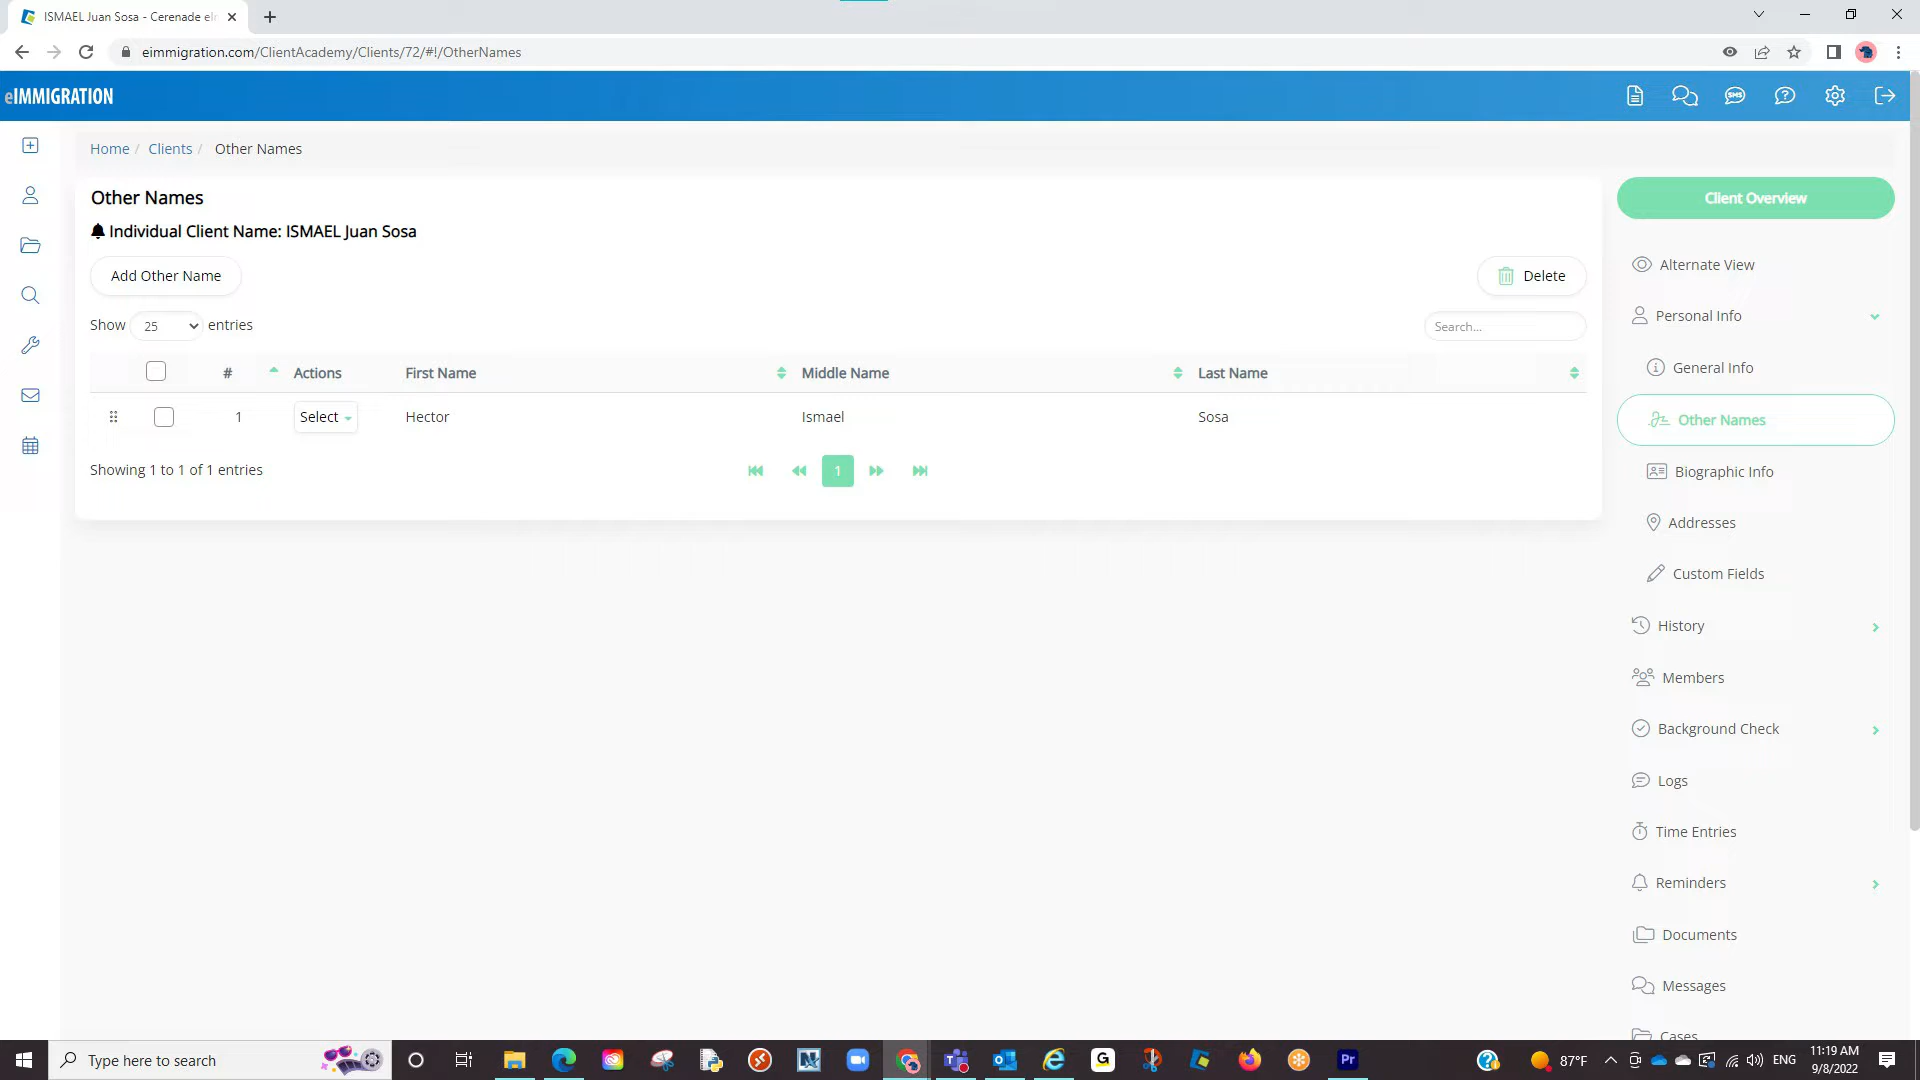 ISMAEL Juan Sosa - Cerenade eIr
eimmigration.com/ClientAcademy/Clients/72/#!/OtherNames
eIMMIGRATION
SMS
Home / Clients / Other Names
Other Names
Individual Client Name: ISMAEL Juan Sosa
Add Other Name
Delete
Show 25 entries
Search...
# Actions First Name Middle Name Last Name
1 Select Hector Ismael Sosa
Showing 1 to 1 of 1 entries
1
Client Overview
Alternate View
Personal Info
General Info
Other Names
Biographic Info
Addresses
Custom Fields
History
Members
Background Check
Logs
Time Entries
Reminders
Documents
Messages
Cases
Type here to search
Pr
87°F
ENG
11:19 AM
9/8/2022